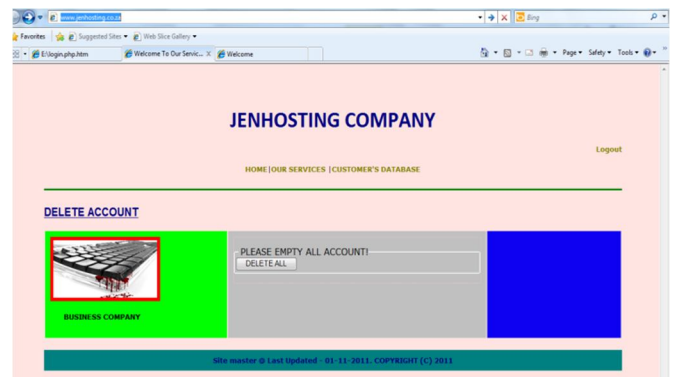 www.jenhosting.co.za
Bing
Favorites Suggested Sites Web Slice Gallery
E:\login.php.htm Welcome To Our Servic... Welcome
Page Safety Tools
JENHOSTING COMPANY
Logout
HOME|OUR SERVICES |CUSTOMER'S DATABASE
DELETE ACCOUNT
PLEASE EMPTY ALL ACCOUNT!
DELETE ALL
BUSINESS COMPANY
Site master @ Last Updated - 01-11-2011. COPYRIGHT (C) 2011